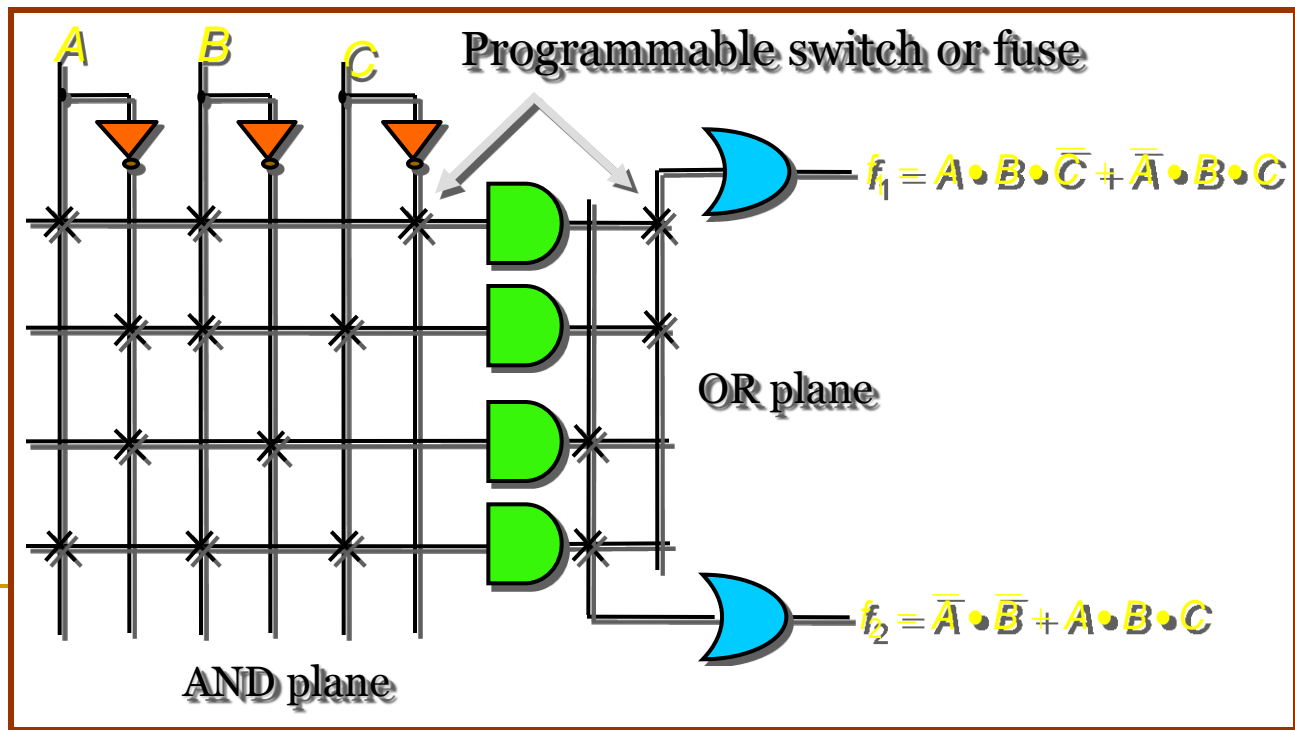 A B C Programmable switch or fuse
f₁ = A • B • C̅ + A̅ • B • C
OR plane
f₂ = A̅ • B̅ + A • B • C
AND plane